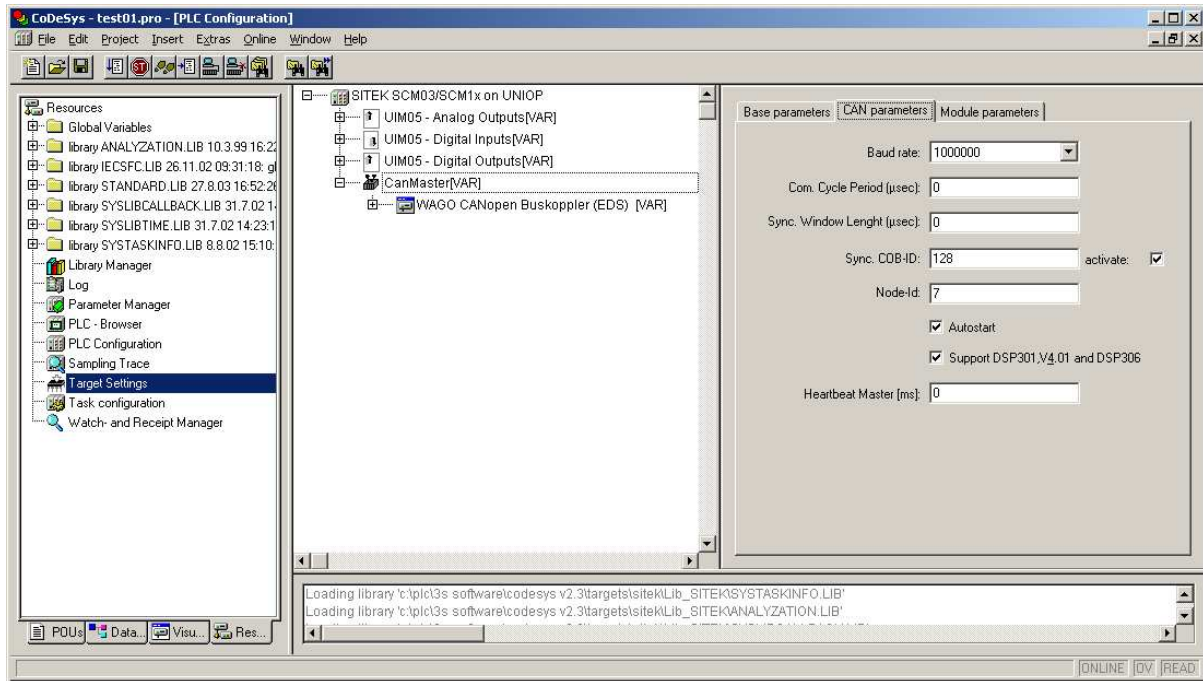 CoDeSys - test01.pro - [PLC Configuration]
File Edit Project Insert Extras Online Window Help
Resources
Global Variables
library ANALYZATION.LIB 10.3.99 16:22
library IECSFC.LIB 26.11.02 09:31:18: gl
library STANDARD.LIB 27.8.03 16:52:26
library SYSLIBCALLBACK.LIB 31.7.02 1
library SYSLIBTIME.LIB 31.7.02 14:23:1
library SYSTASKINFO.LIB 8.8.02 15:10:
Library Manager
Log
Parameter Manager
PLC - Browser
PLC Configuration
Sampling Trace
Target Settings
Task configuration
Watch- and Receipt Manager
POUs Data... Visu... Res...
SITEK SCM03/SCM1x on UNIOP
UIM05 - Analog Outputs[VAR]
UIM05 - Digital Inputs[VAR]
UIM05 - Digital Outputs[VAR]
CanMaster[VAR]
WAGO CANopen Buskoppler (EDS) [VAR]
Base parameters CAN parameters Module parameters
Baud rate: 1000000
Com. Cycle Period (µsec): 0
Sync. Window Lenght (µsec): 0
Sync. COB-ID: 128 activate:
Node-Id: 7
Autostart
Support DSP301,V4.01 and DSP306
Heartbeat Master [ms]: 0
Loading library 'c:\plc\3s software\codesys v2.3\targets\sitek\Lib_SITEK\SYSTASKINFO.LIB'
Loading library 'c:\plc\3s software\codesys v2.3\targets\sitek\Lib_SITEK\ANALYZATION.LIB'
ONLINE OV READ